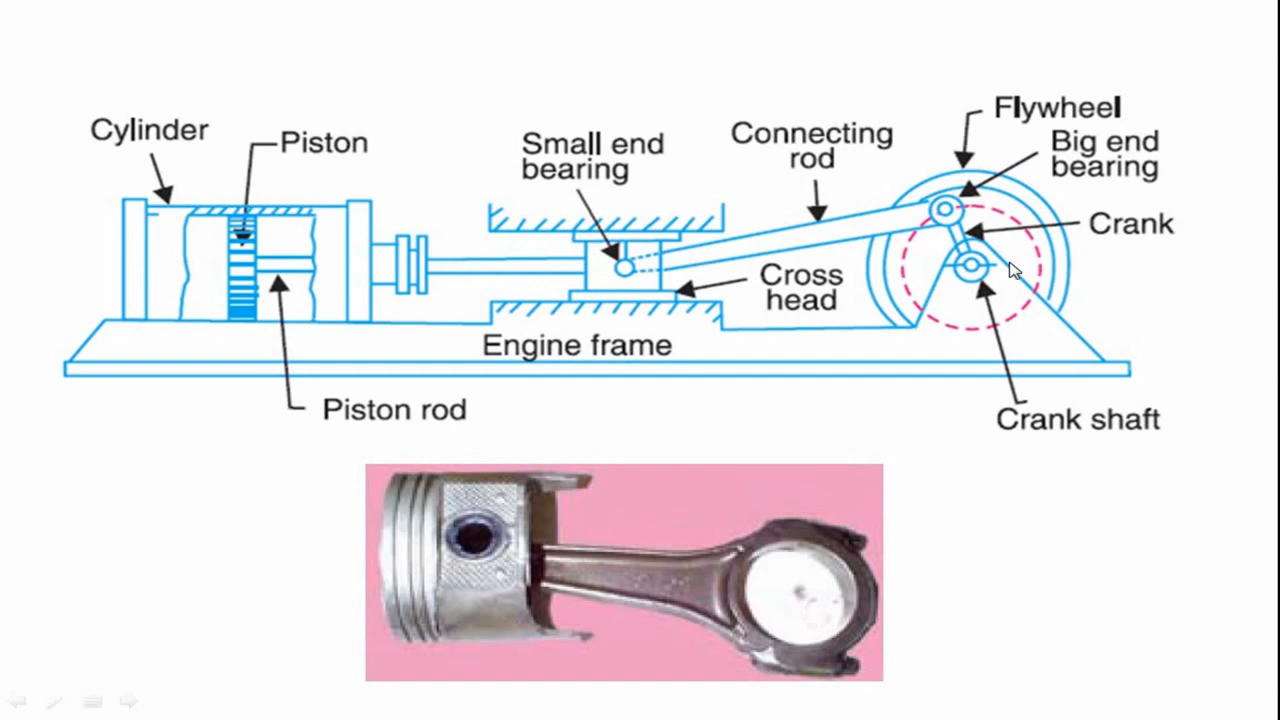 Cylinder
Piston
Small end
bearing
Connecting
rod
Flywheel
Big end
bearing
Crank
Cross
head
Engine frame
Piston rod
Crank shaft